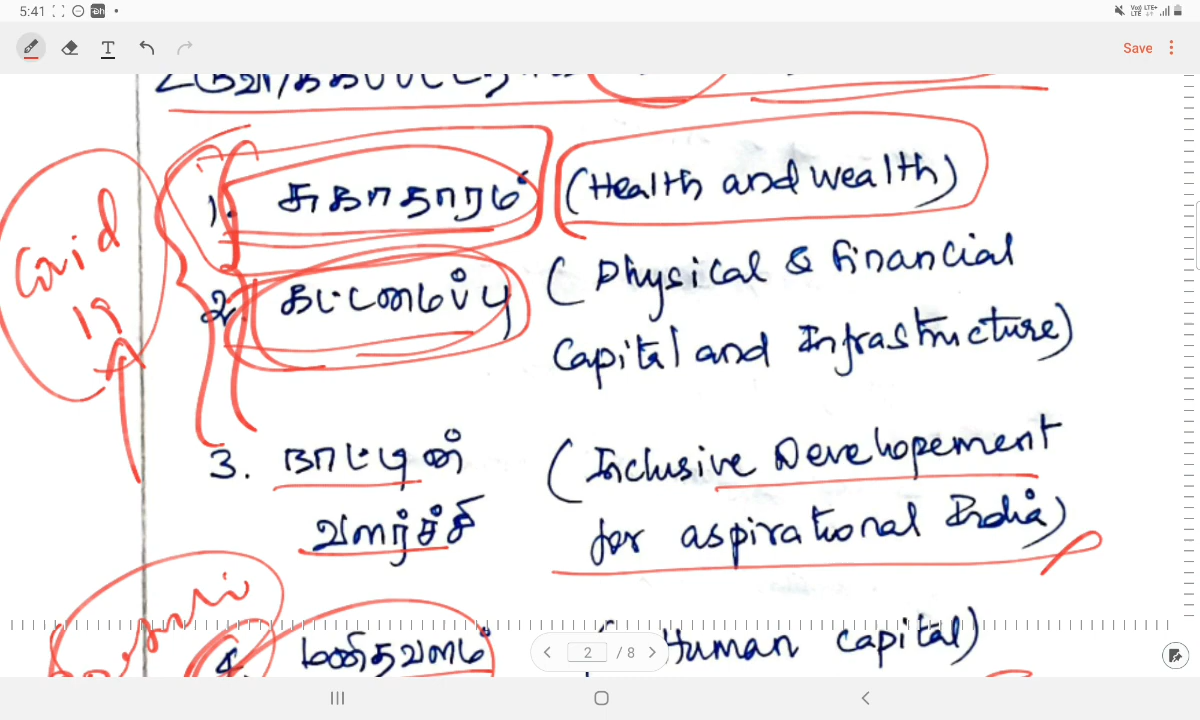 5:41
Save
1. சுகாதாரம் (Health and wealth)
2. கட்டமைப்பு (Physical & financial
Capital and Infrastructure)
Covid
19
3. நாட்டின் (Inclusive Developement
வளர்ச்சி for aspirational India)
4. மனிதவளம் Human capital)
2 / 8